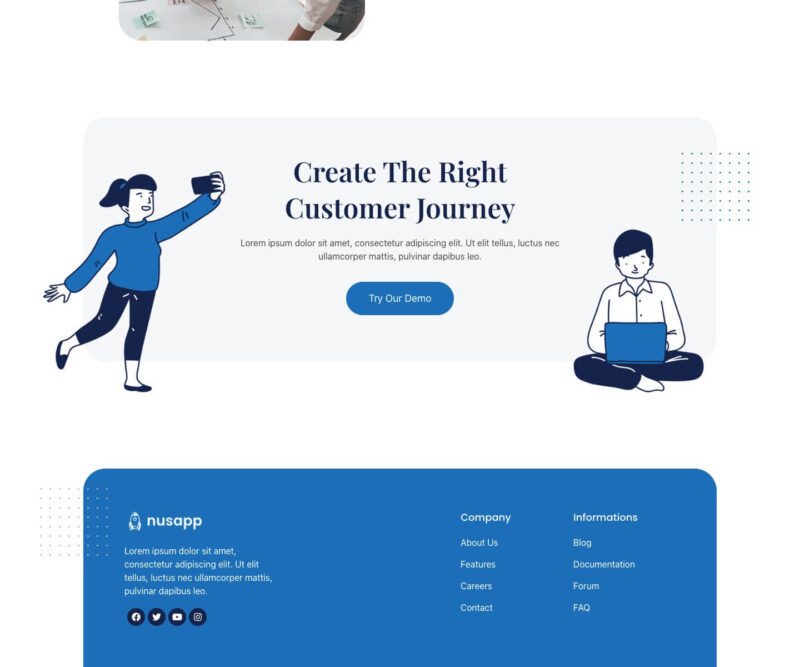 Create The Right
Customer Journey
Lorem ipsum dolor sit amet, consectetur adipiscing elit. Ut elit tellus, luctus nec
ullamcorper mattis, pulvinar dapibus leo.
Try Our Demo
nusapp
Lorem ipsum dolor sit amet,
consectetur adipiscing elit. Ut elit
tellus, luctus nec ullamcorper mattis,
pulvinar dapibus leo.
Company
About Us
Features
Careers
Contact
Informations
Blog
Documentation
Forum
FAQ